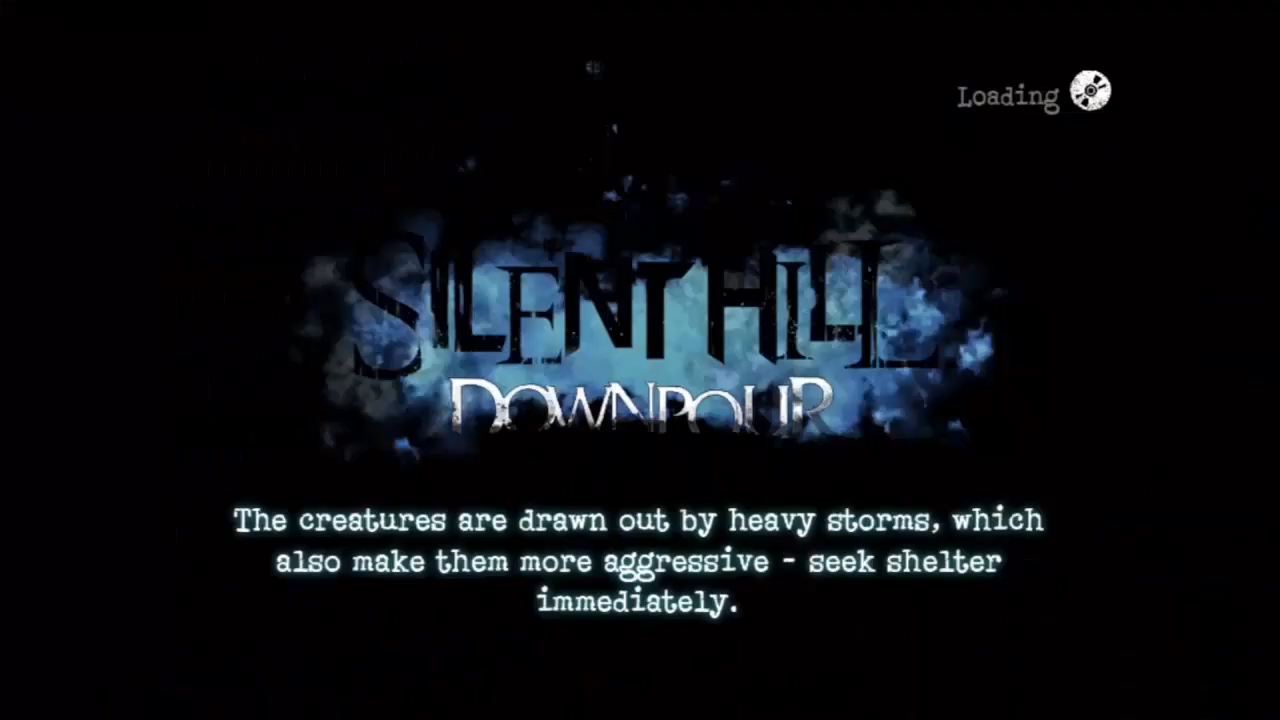 Loading
SILENT HILL
DOWNPOUR
The creatures are drawn out by heavy storms, which
also make them more aggressive - seek shelter
immediately.